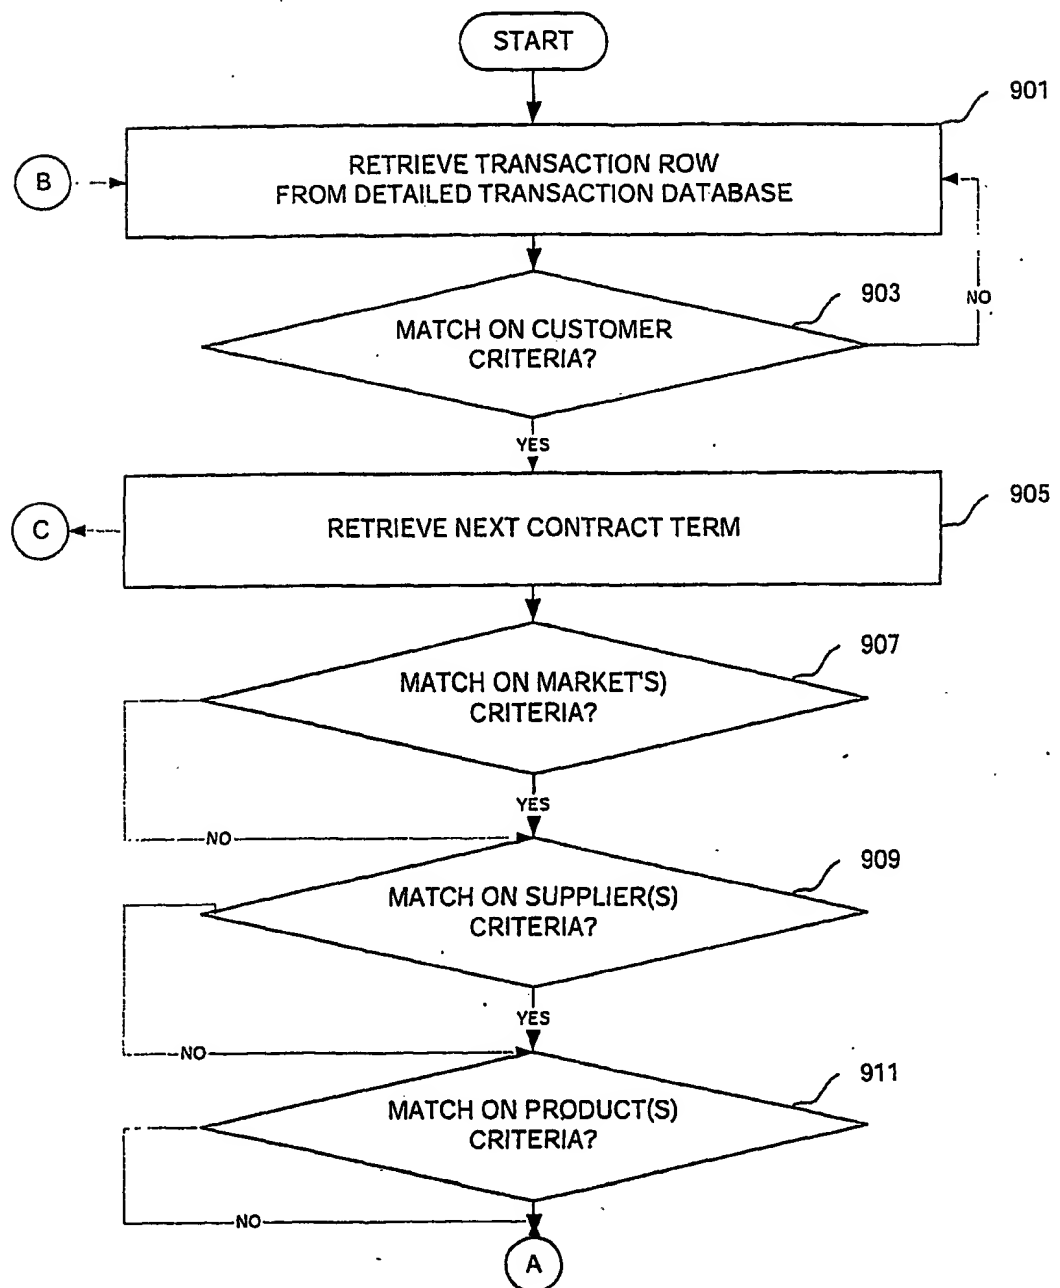 START
901
B
RETRIEVE TRANSACTION ROW
FROM DETAILED TRANSACTION DATABASE
903
NO
MATCH ON CUSTOMER
CRITERIA?
YES
905
C
RETRIEVE NEXT CONTRACT TERM
907
MATCH ON MARKET'S)
CRITERIA?
YES
NO
909
MATCH ON SUPPLIER(S)
CRITERIA?
YES
NO
911
MATCH ON PRODUCT(S)
CRITERIA?
NO
A